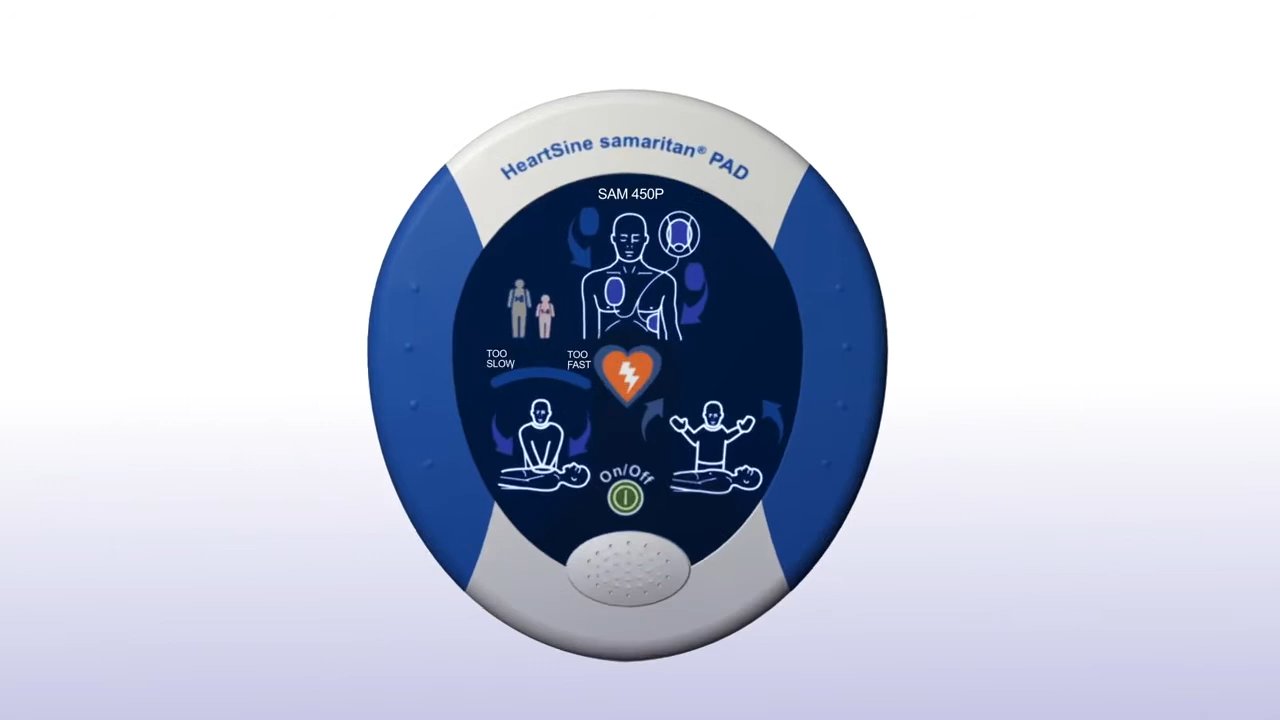 HeartSine samaritan® PAD
SAM 450P
TOO
SLOW
TOO
FAST
On/Off